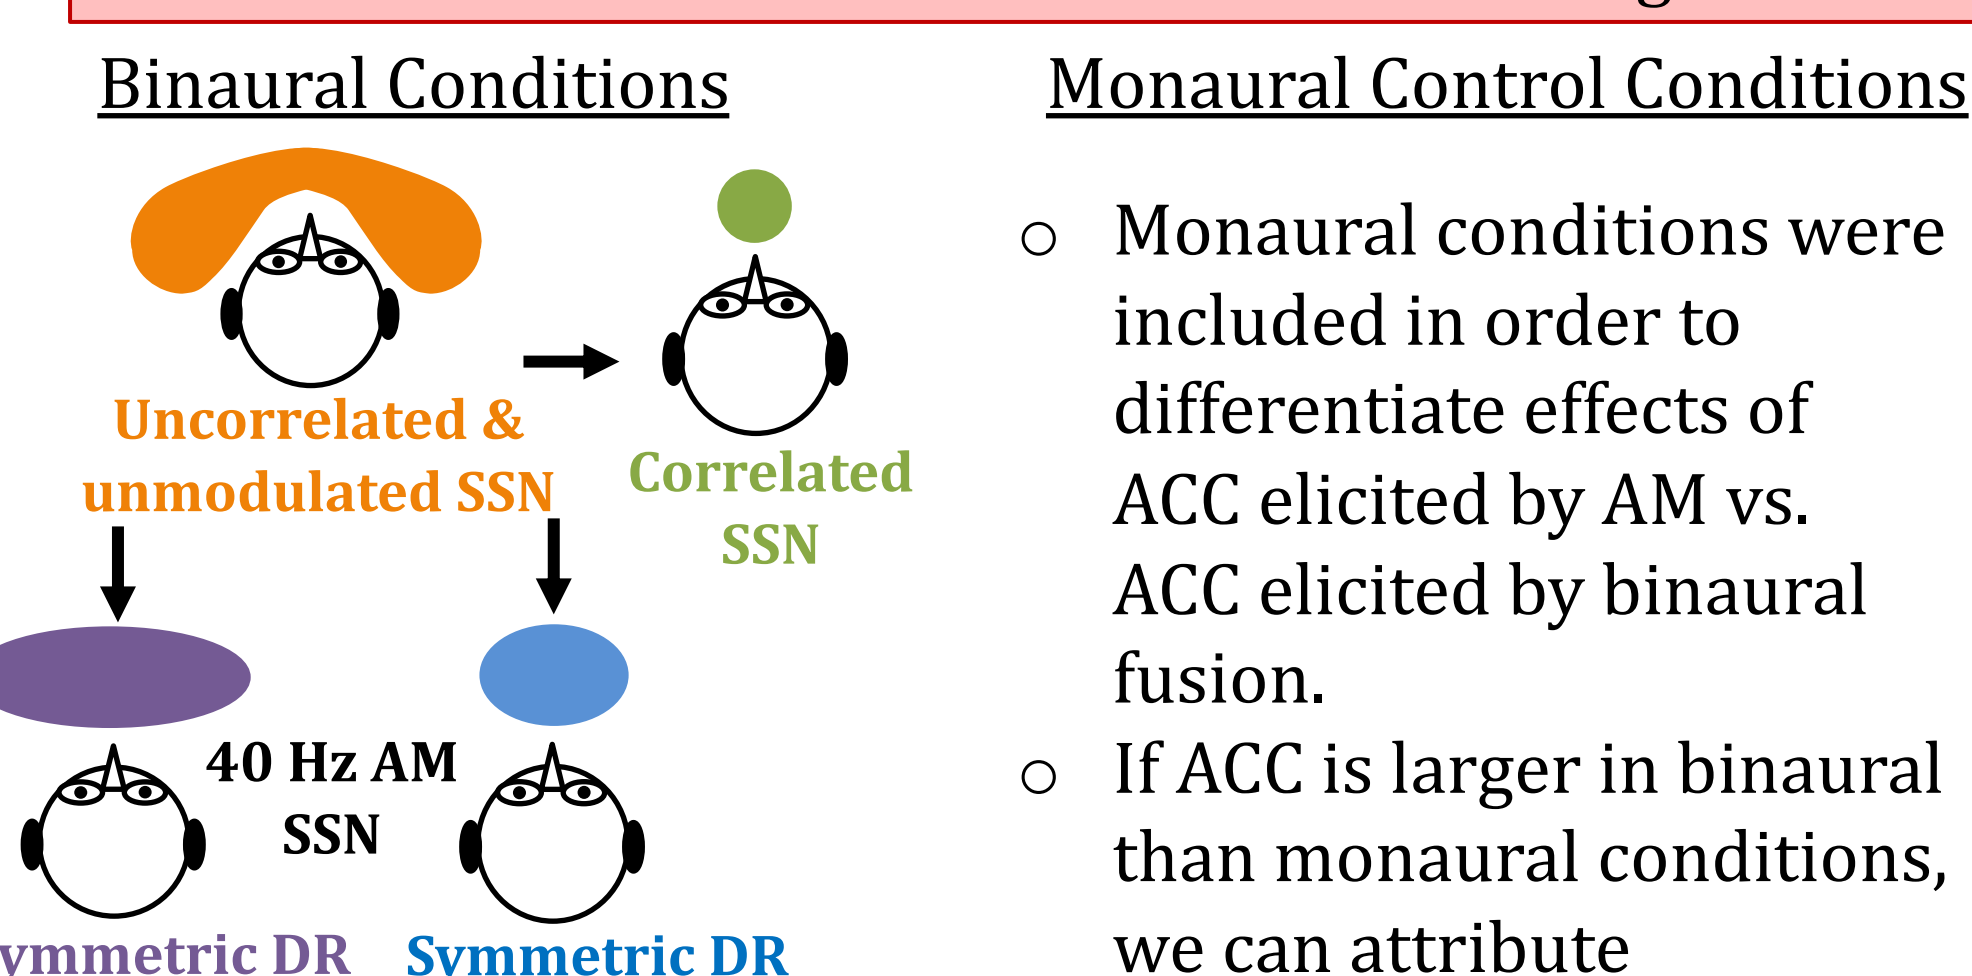 Binaural Conditions
Uncorrelated &
unmodulated SSN
Correlated
SSN
40 Hz AM
SSN
ymmetric DR
Symmetric DR
Monaural Control Conditions
○ Monaural conditions were
included in order to
differentiate effects of
ACC elicited by AM vs.
ACC elicited by binaural
fusion.
○ If ACC is larger in binaural
than monaural conditions,
we can attribute